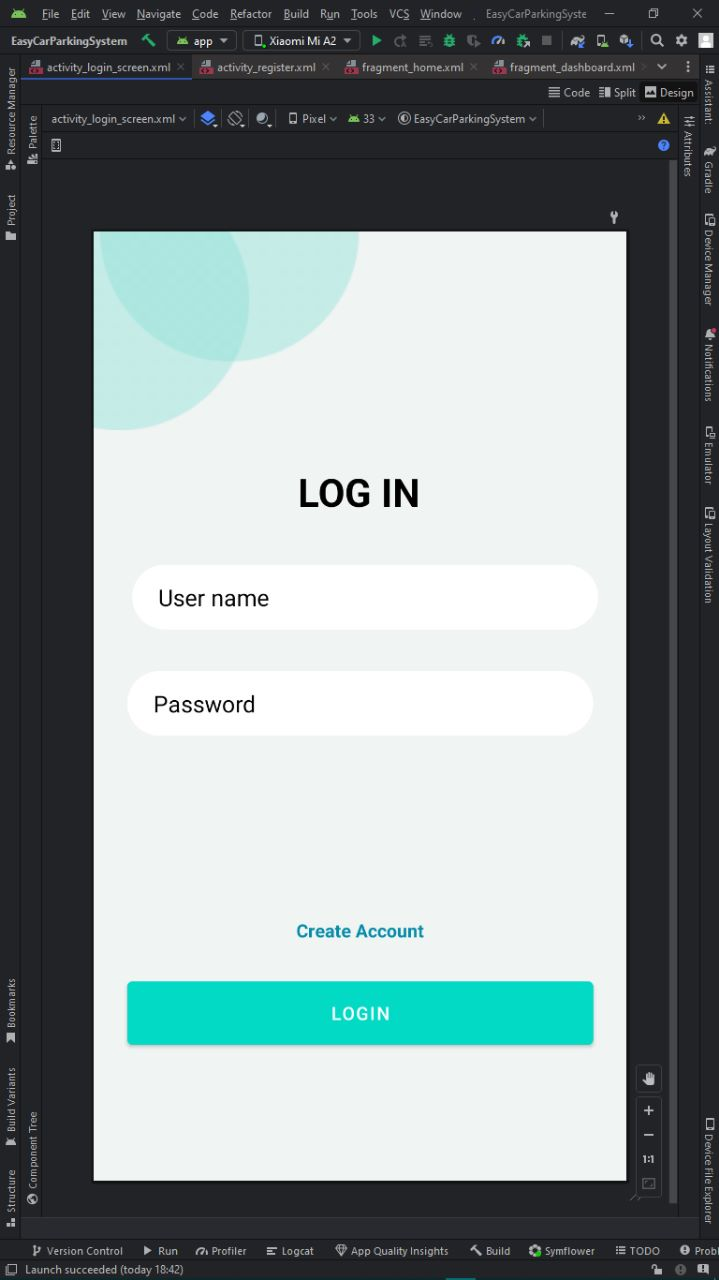 File Edit View Navigate Code Refactor Build Run Tools VCS Window EasyCarParkingSyste
EasyCarParkingSystem app Xiaomi Mi A2
activity_login_screen.xml activity_register.xml fragment_home.xml fragment_dashboard.xml
Code Split Design
activity_login_screen.xml Pixel 33 EasyCarParkingSystem
Resource Manager
Project
Bookmarks
Build Variants
Structure
Palette
Component Tree
LOG IN
User name
Password
Create Account
LOGIN
1:1
Attributes
Assistant:
Gradle
Device Manager
Notifications
Emulator
Layout Validation
Device File Explorer
Version Control Run Profiler Logcat App Quality Insights Build Symflower TODO Probl
Launch succeeded (today 18:42)